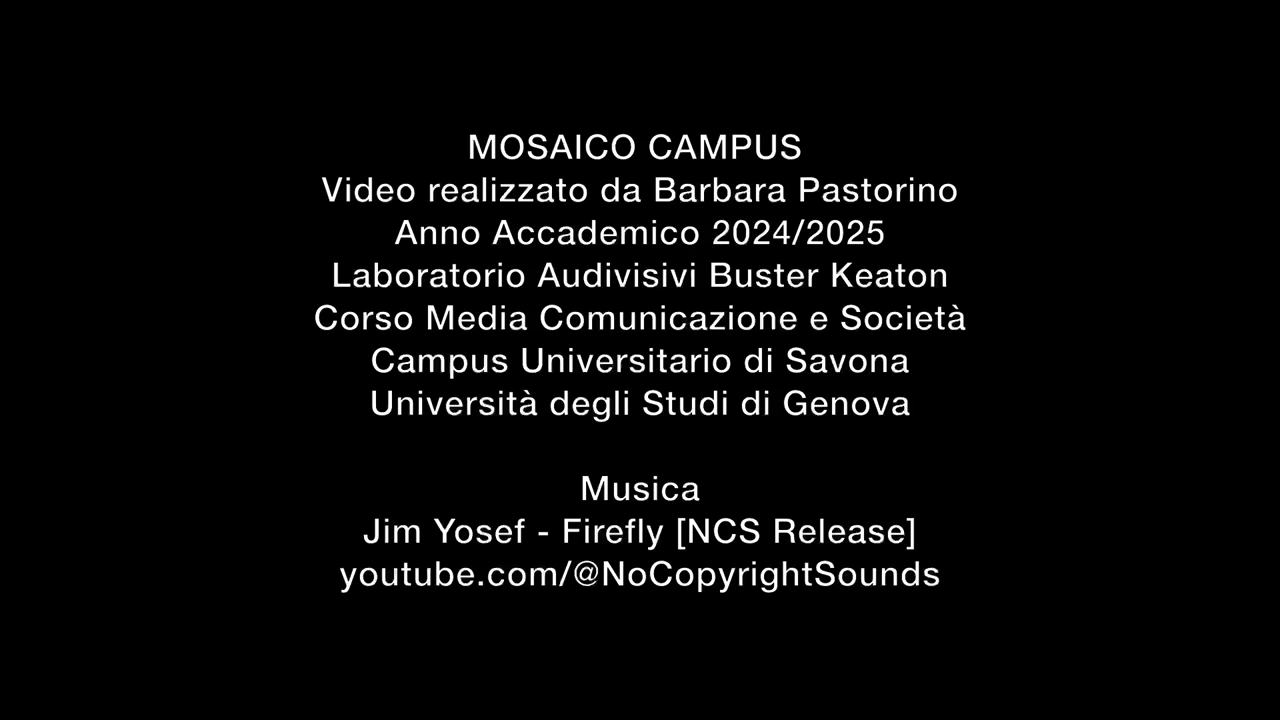 MOSAICO CAMPUS
Video realizzato da Barbara Pastorino
Anno Accademico 2024/2025
Laboratorio Audivisivi Buster Keaton
Corso Media Comunicazione e Società
Campus Universitario di Savona
Università degli Studi di Genova
Musica
Jim Yosef - Firefly [NCS Release]
youtube.com/@NoCopyrightSounds